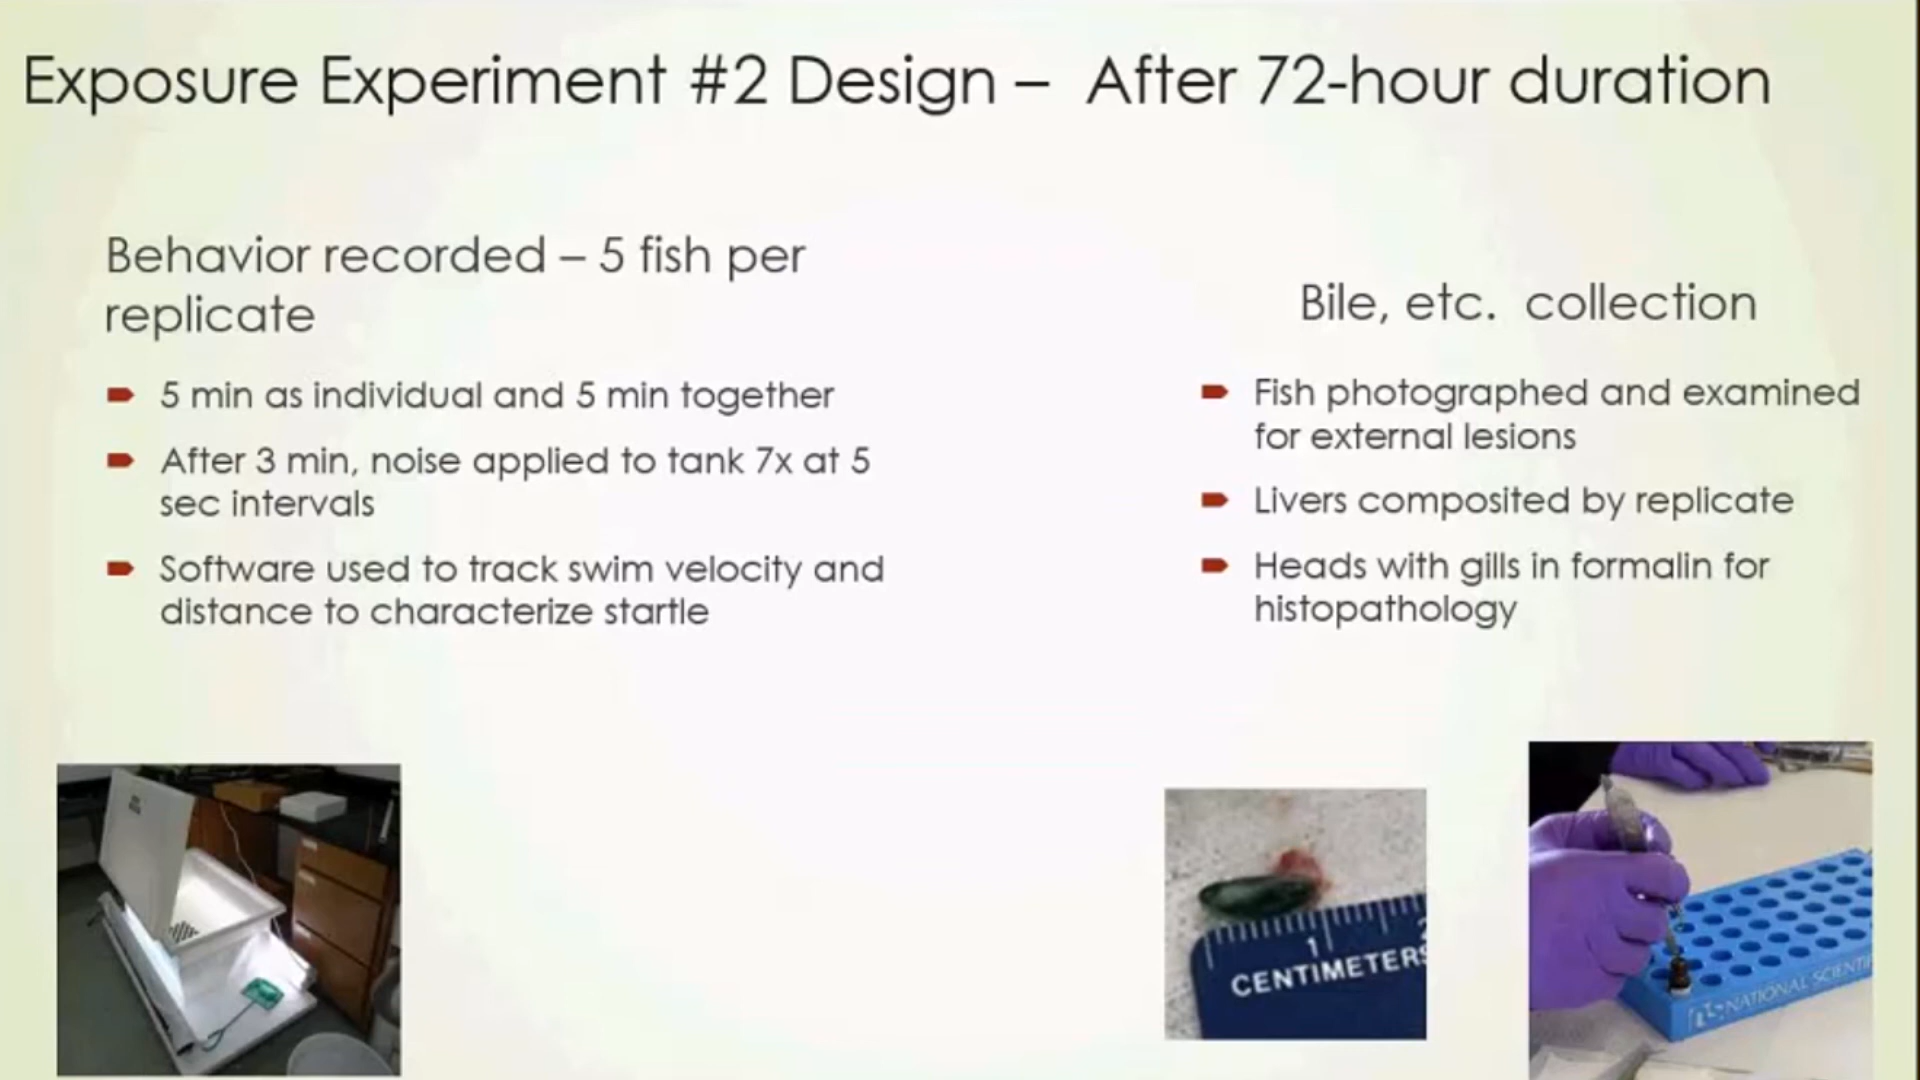 Exposure Experiment #2 Design – After 72-hour duration
Behavior recorded – 5 fish per
replicate
5 min as individual and 5 min together
After 3 min, noise applied to tank 7x at 5
sec intervals
Software used to track swim velocity and
distance to characterize startle
Bile, etc. collection
Fish photographed and examined
for external lesions
Livers composited by replicate
Heads with gills in formalin for
histopathology
1
CENTIMETERS
NATIONAL